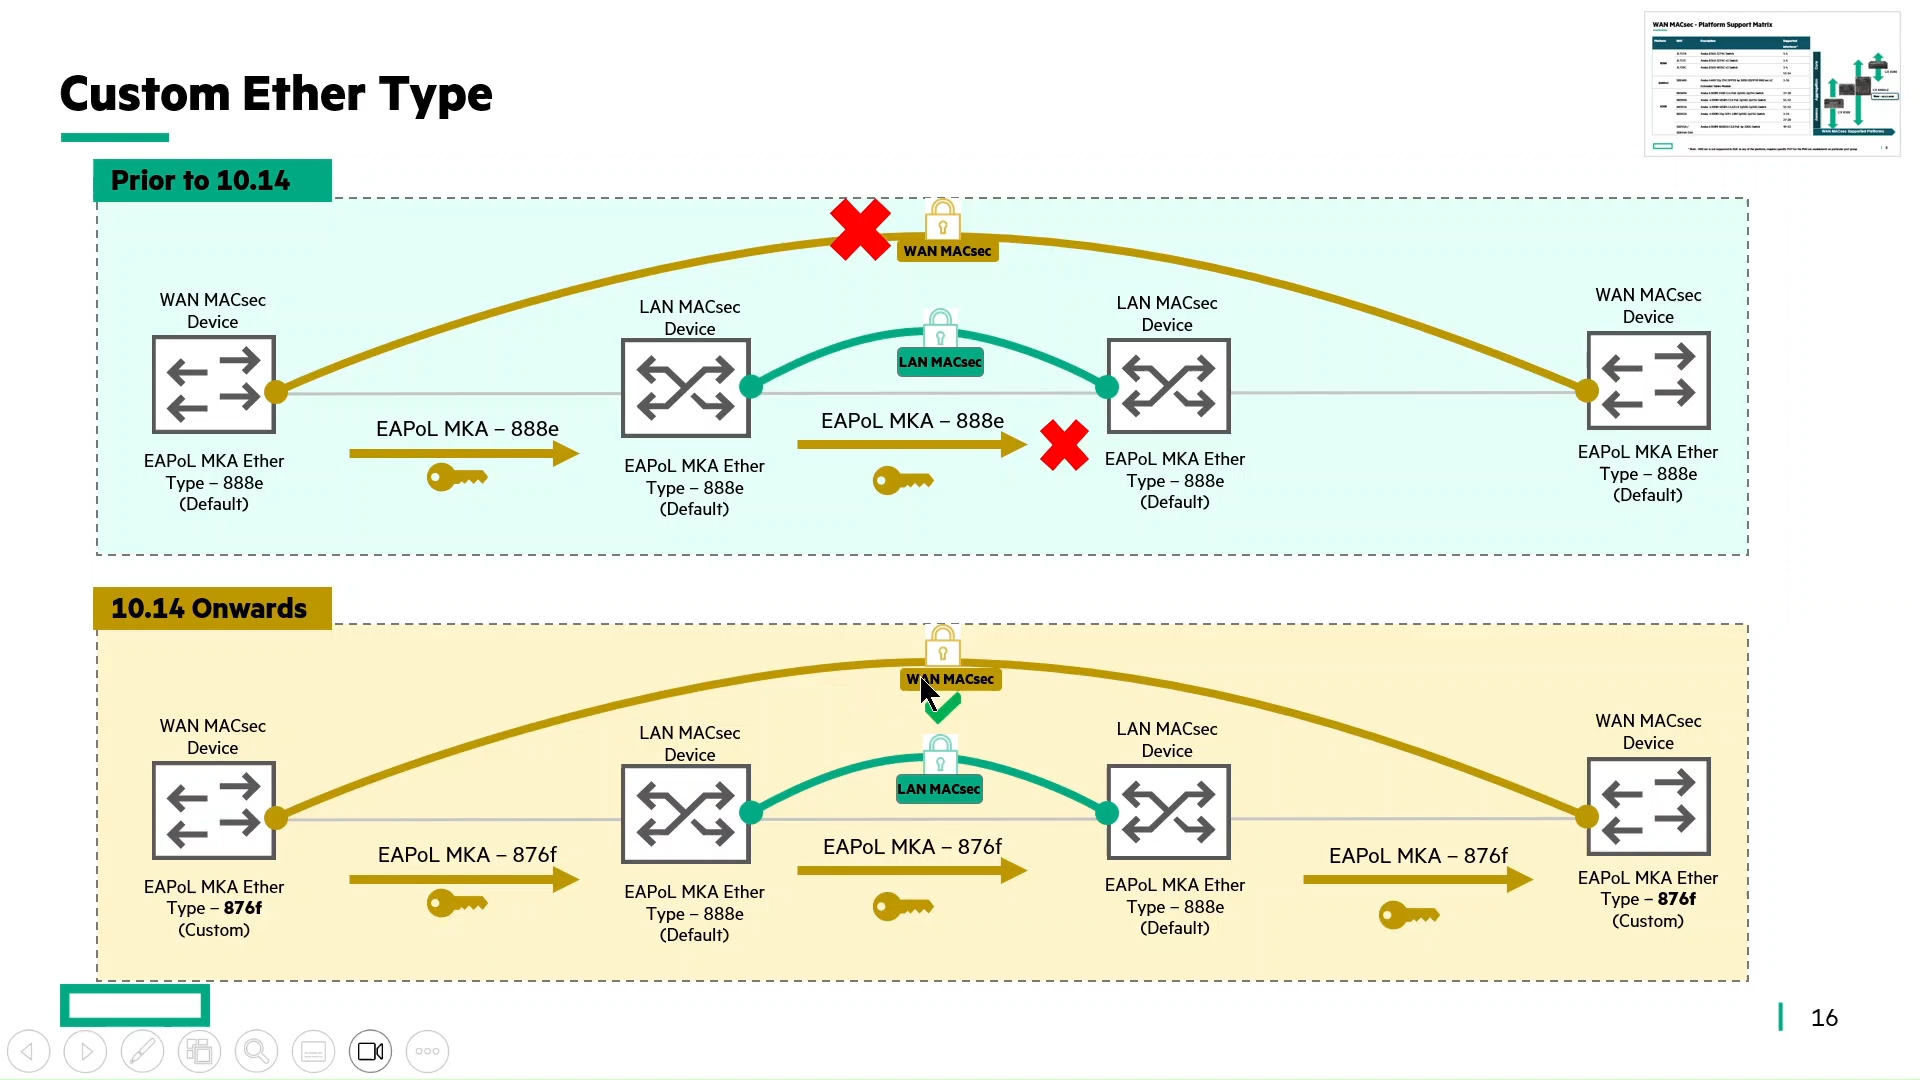 Custom Ether Type
WAN MACsec - Platform Support Matrix
Prior to 10.14
WAN MACsec
WAN MACsec
Device
LAN MACsec
Device
LAN MACsec
Device
WAN MACsec
Device
LAN MACsec
EAPoL MKA – 888e
EAPoL MKA – 888e
EAPoL MKA Ether
Type – 888e
(Default)
EAPoL MKA Ether
Type – 888e
(Default)
EAPoL MKA Ether
Type – 888e
(Default)
EAPoL MKA Ether
Type – 888e
(Default)
10.14 Onwards
WAN MACsec
WAN MACsec
Device
LAN MACsec
Device
LAN MACsec
Device
WAN MACsec
Device
LAN MACsec
EAPoL MKA – 876f
EAPoL MKA – 876f
EAPoL MKA – 876f
EAPoL MKA Ether
Type – 876f
(Custom)
EAPoL MKA Ether
Type – 888e
(Default)
EAPoL MKA Ether
Type – 888e
(Default)
EAPoL MKA Ether
Type – 876f
(Custom)
16